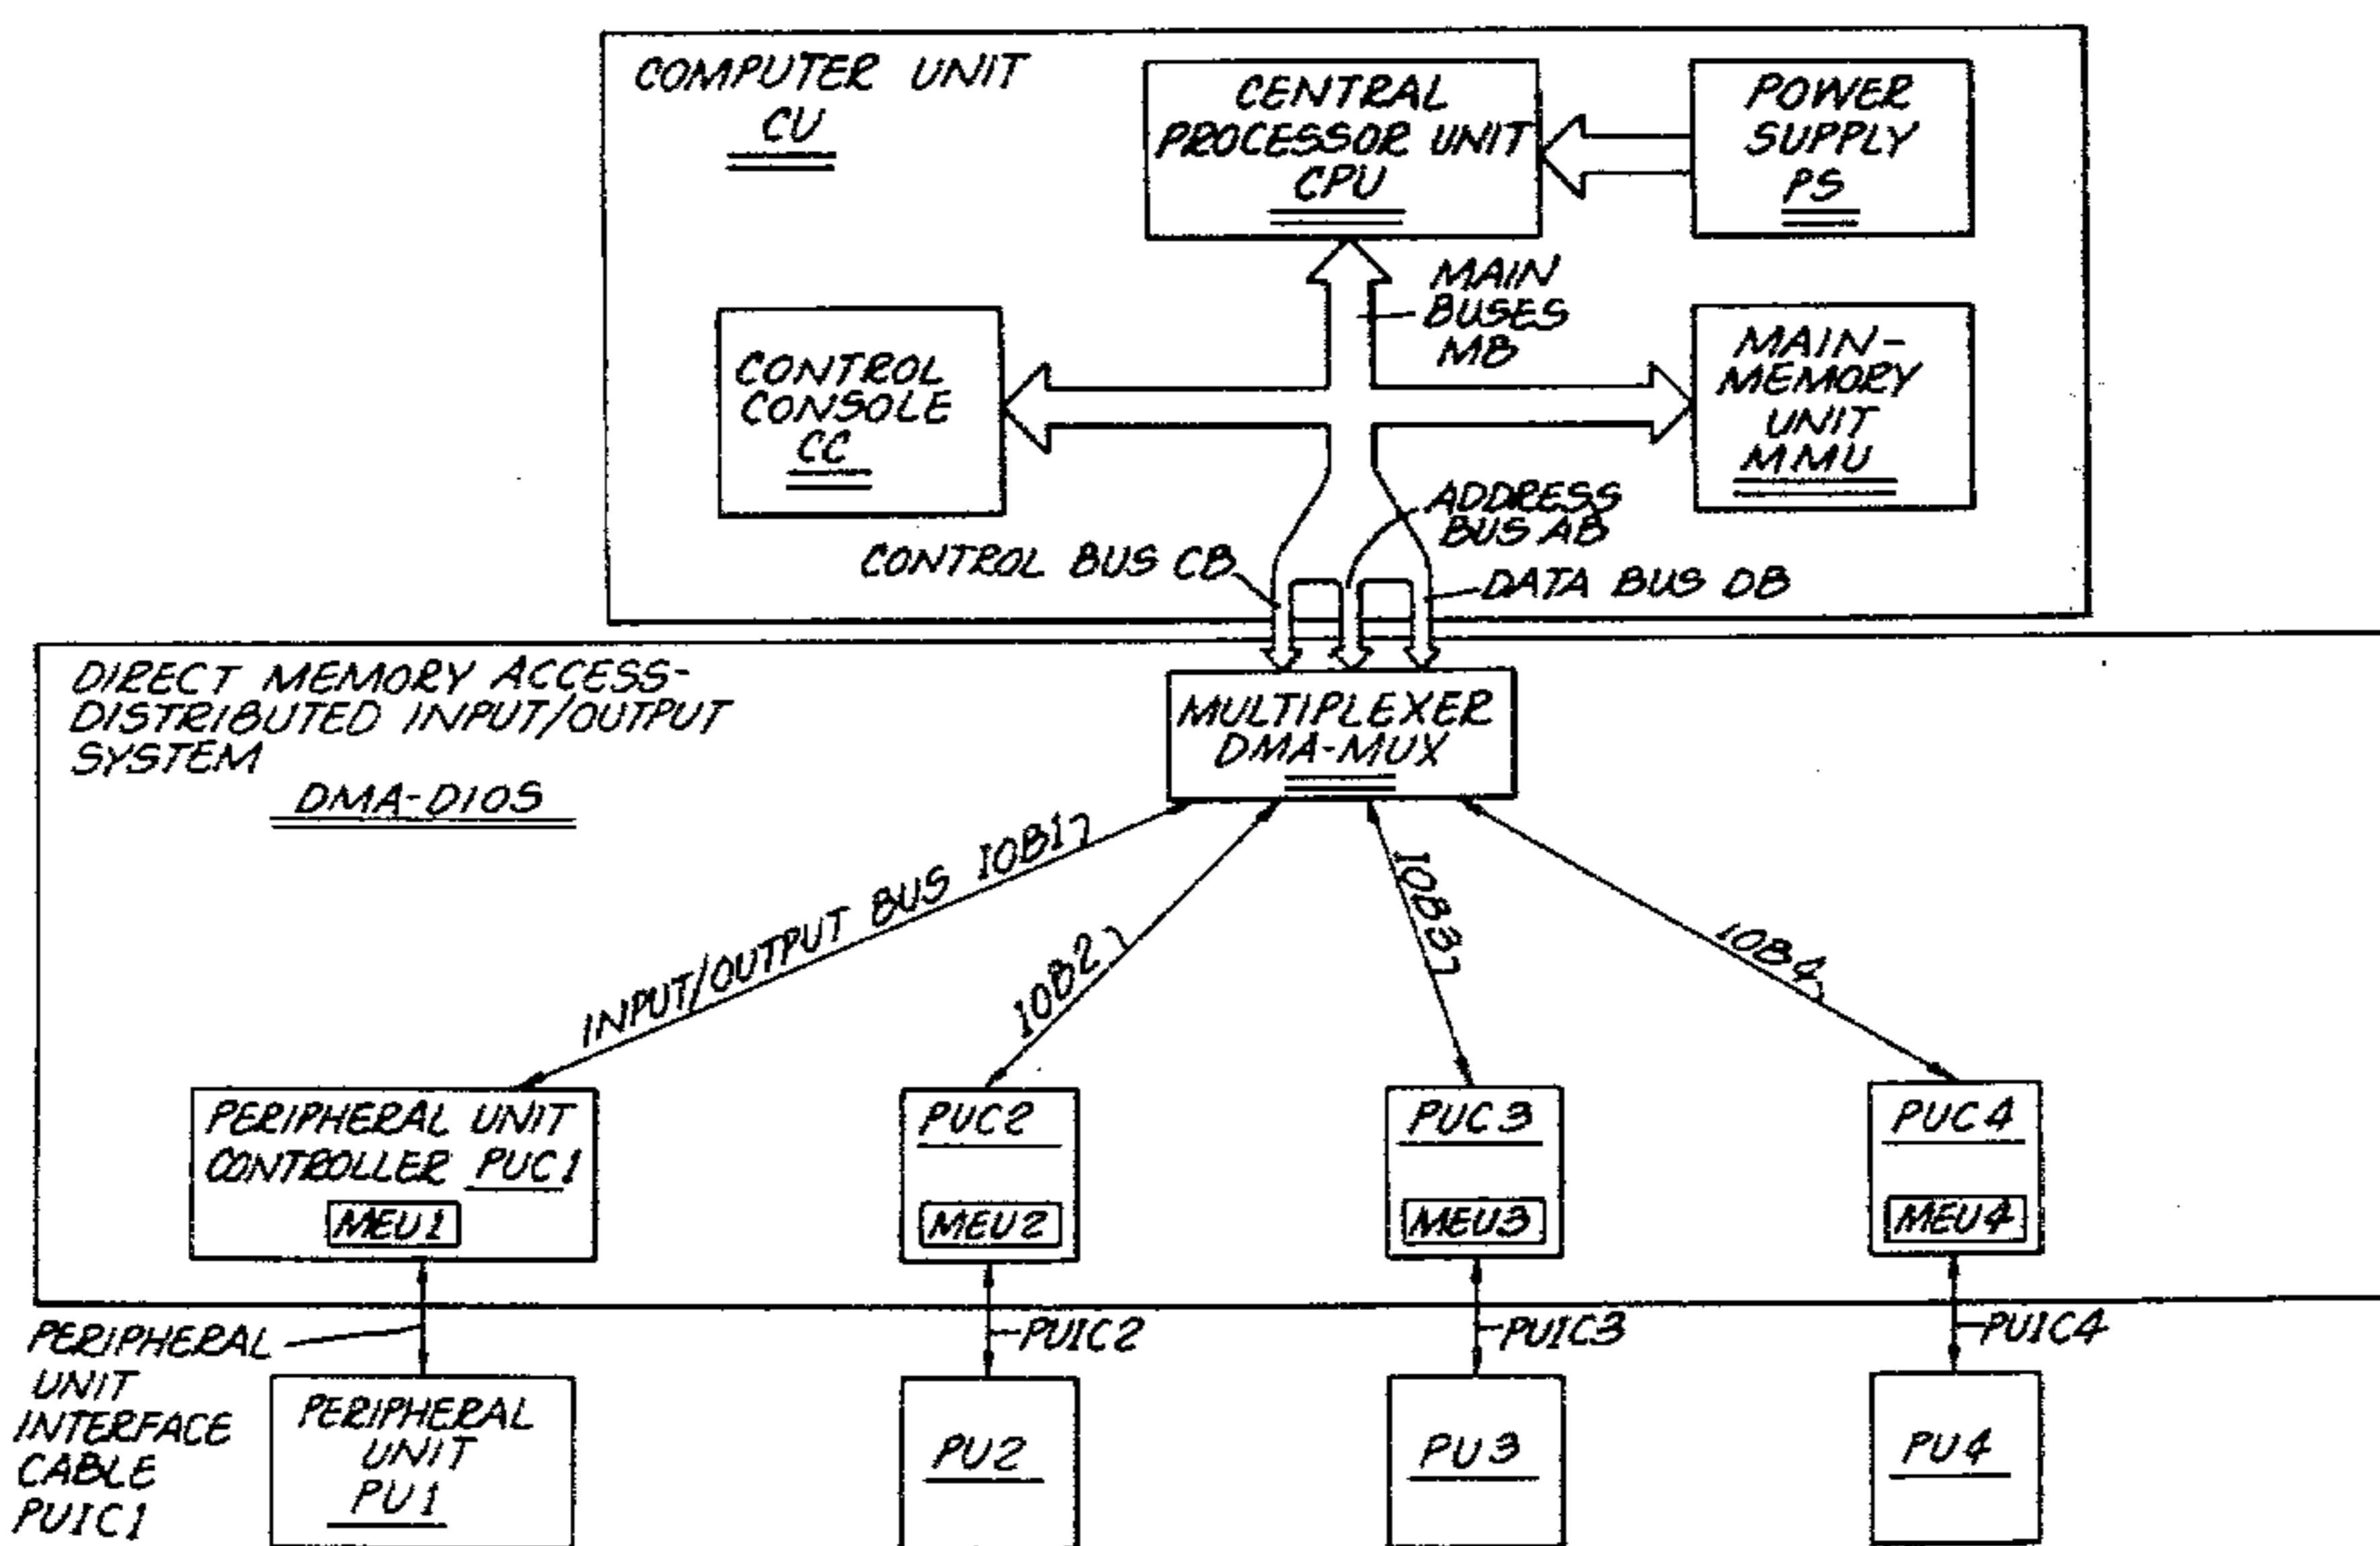 COMPUTER UNIT
CU
CENTRAL
PROCESSOR UNIT
CPU
POWER
SUPPLY
PS
MAIN
BUSES
MB
CONTROL
CONSOLE
CC
MAIN-
MEMORY
UNIT
MMU
ADDRESS
BUS AB
CONTROL BUS CB
DATA BUS DB
DIRECT MEMORY ACCESS-
DISTRIBUTED INPUT/OUTPUT
SYSTEM
DMA-DIOS
MULTIPLEXER
DMA-MUX
INPUT/OUTPUT BUS IOB1
IOB2
IOB3
IOB4
PERIPHERAL UNIT
CONTROLLER PUC1
MEU1
PUC2
MEU2
PUC3
MEU3
PUC4
MEU4
PERIPHERAL
UNIT
INTERFACE
CABLE
PUIC1
PUIC2
PUIC3
PUIC4
PERIPHERAL
UNIT
PU1
PU2
PU3
PU4